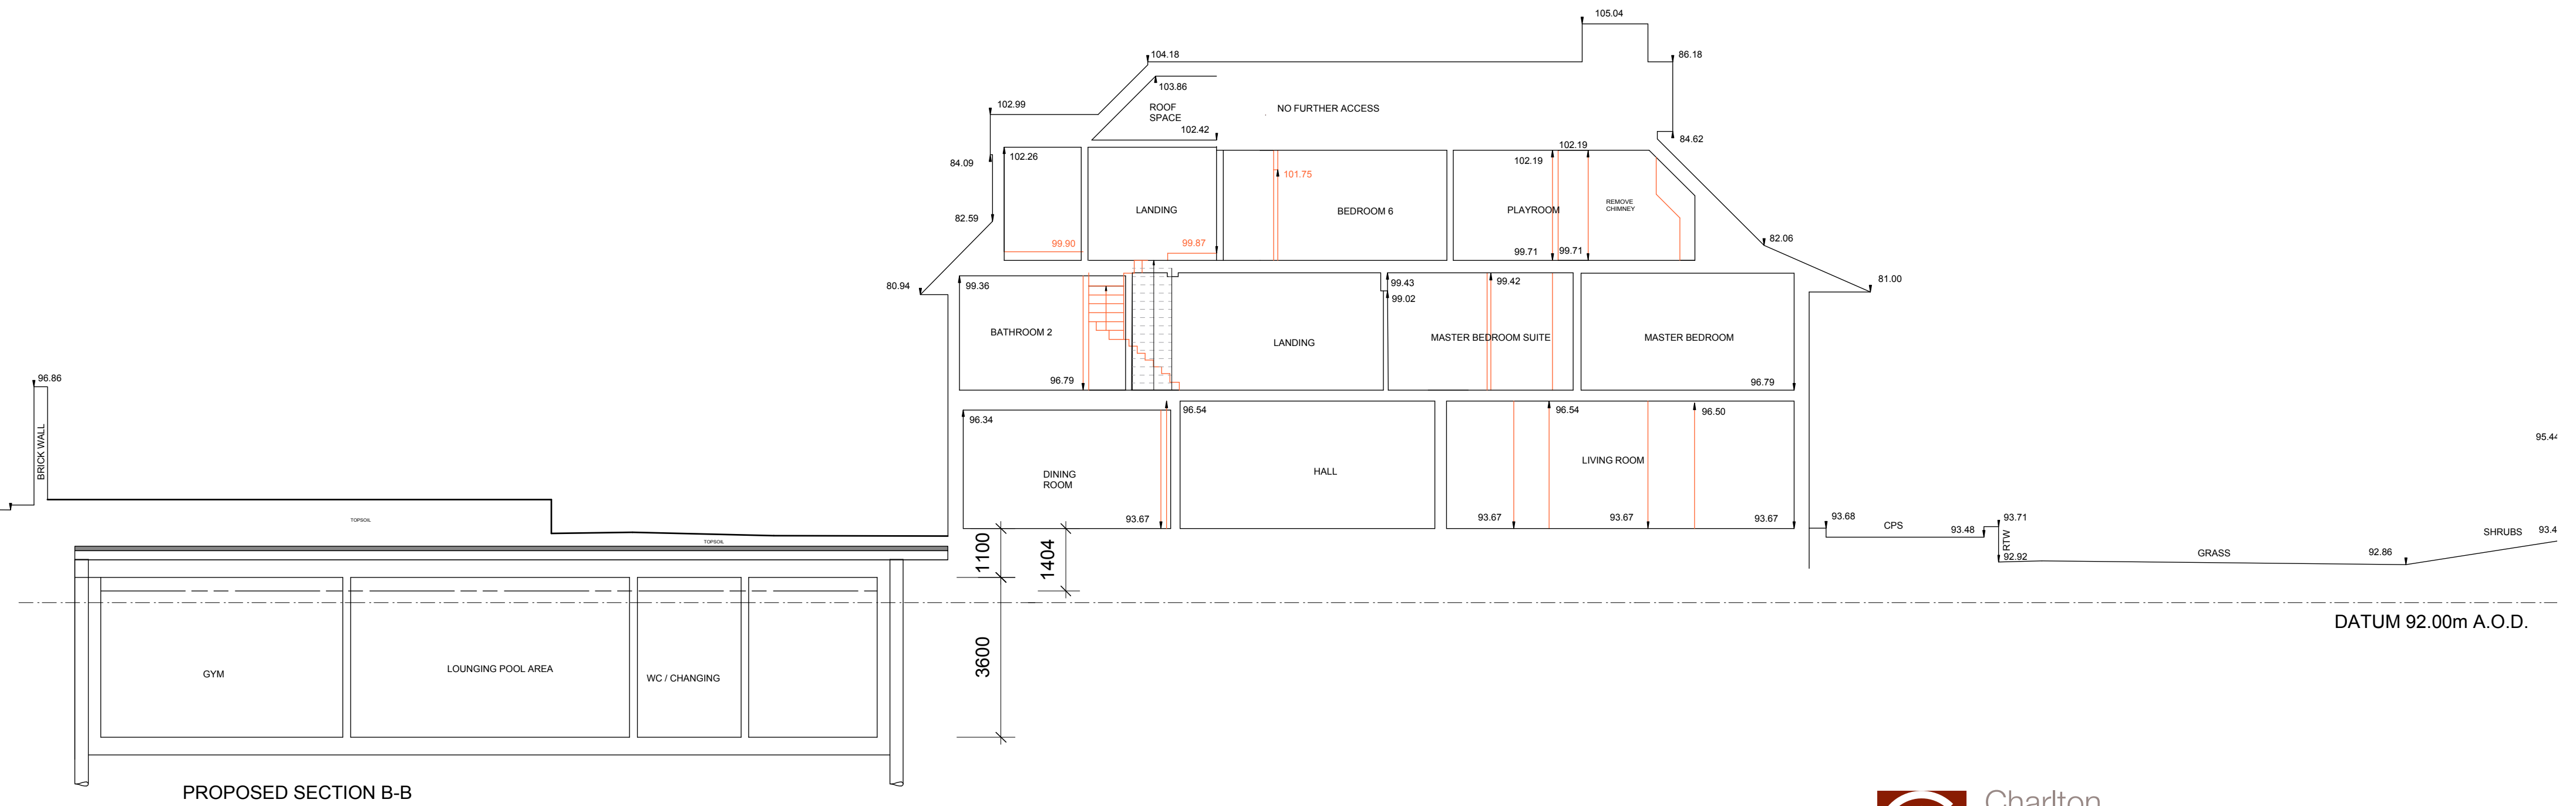 105.04
104.18
86.18
103.86
102.99
ROOF
SPACE
NO FURTHER ACCESS
102.42
84.62
102.26
102.19
102.19
84.09
101.75
LANDING
BEDROOM 6
PLAYROOM
REMOVE
CHIMNEY
82.59
99.90
99.87
99.71
99.71
82.06
80.94
99.36
99.43
99.42
81.00
99.02
BATHROOM 2
LANDING
MASTER BEDROOM SUITE
MASTER BEDROOM
96.86
96.79
96.79
96.34
96.54
96.54
96.50
95.44
BRICK WALL
DINING
ROOM
HALL
LIVING ROOM
93.67
93.67
93.67
93.67
TOPSOIL
TOPSOIL
93.68
CPS
93.48
93.71
RTW
92.92
GRASS
92.86
SHRUBS
93.4
1100
1404
3600
DATUM 92.00m A.O.D.
GYM
LOUNGING POOL AREA
WC / CHANGING
PROPOSED SECTION B-B
Charlton